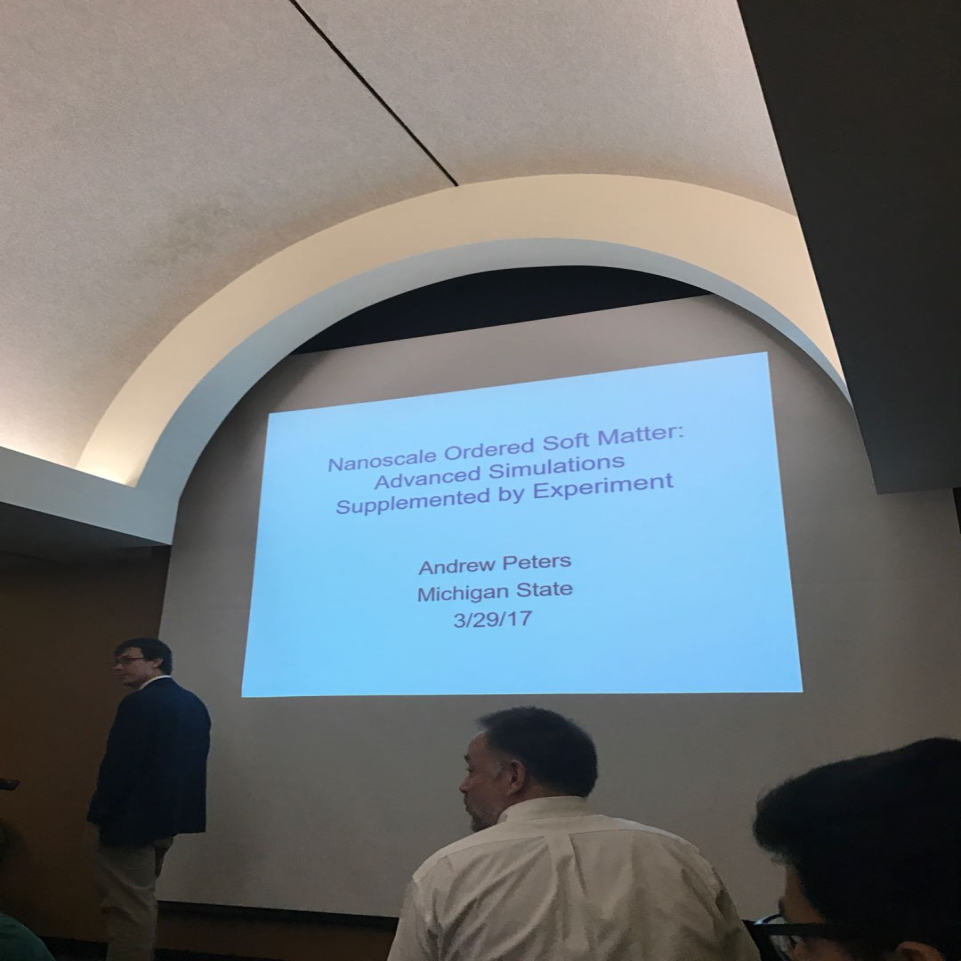 Nanoscale Ordered Soft Matter:
Advanced Simulations
Supplemented by Experiment
Andrew Peters
Michigan State
3/29/17